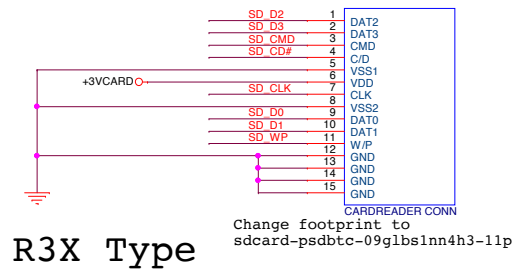 SD_D2 1 DAT2
SD_D3 2 DAT3
SD_CMD 3 CMD
SD_CD# 4 C/D
5 VSS1
+3VCARD 6 VDD
SD_CLK 7 CLK
8 VSS2
SD_D0 9 DAT0
SD_D1 10 DAT1
SD_WP 11 W/P
12 GND
13 GND
14 GND
15 GND
CARDREADER CONN
Change footprint to
sdcard-psdbtc-09glbs1nn4h3-11p
R3X Type